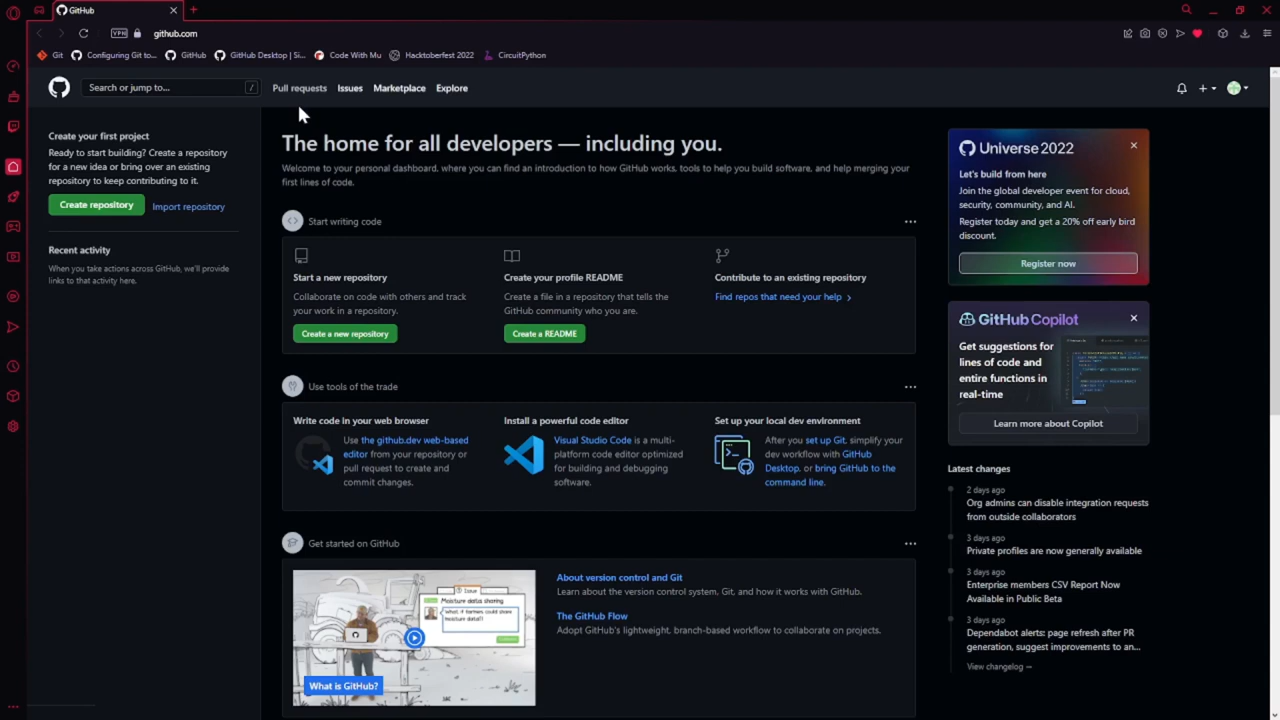 GitHub
VPN github.com
Git Configuring Git to... GitHub GitHub Desktop | Si... Code With Mu Hacktoberfest 2022 CircuitPython
Search or jump to... / Pull requests Issues Marketplace Explore
Create your first project
Ready to start building? Create a repository
for a new idea or bring over an existing
repository to keep contributing to it.
Create repository Import repository
Recent activity
When you take actions across GitHub, we'll provide
links to that activity here.
The home for all developers — including you.
Welcome to your personal dashboard, where you can find an introduction to how GitHub works, tools to help you build software, and help merging your
first lines of code.
Start writing code
Start a new repository
Collaborate on code with others and track
your work in a repository.
Create a new repository
Create your profile README
Create a file in a repository that tells the
GitHub community who you are.
Create a README
Contribute to an existing repository
Find repos that need your help
Use tools of the trade
Write code in your web browser
Use the github.dev web-based
editor from your repository or
pull request to create and
commit changes.
Install a powerful code editor
Visual Studio Code is a multi-
platform code editor optimized
for building and debugging
software.
Set up your local dev environment
After you set up Git, simplify your
dev workflow with GitHub
Desktop, or bring GitHub to the
command line.
Get started on GitHub
Issue
Moisture data sharing
What if farmers could share
moisture data!!
What is GitHub?
About version control and Git
Learn about the version control system, Git, and how it works with GitHub.
The GitHub Flow
Adopt GitHub's lightweight, branch-based workflow to collaborate on projects.
Universe 2022
Let's build from here
Join the global developer event for cloud,
security, community, and AI.
Register today and get a 20% off early bird
discount.
Register now
GitHub Copilot
Get suggestions for
lines of code and
entire functions in
real-time
Learn more about Copilot
Latest changes
2 days ago
Org admins can disable integration requests
from outside collaborators
3 days ago
Private profiles are now generally available
3 days ago
Enterprise members CSV Report Now
Available in Public Beta
3 days ago
Dependabot alerts: page refresh after PR
generation, suggest improvements to an...
View changelog →